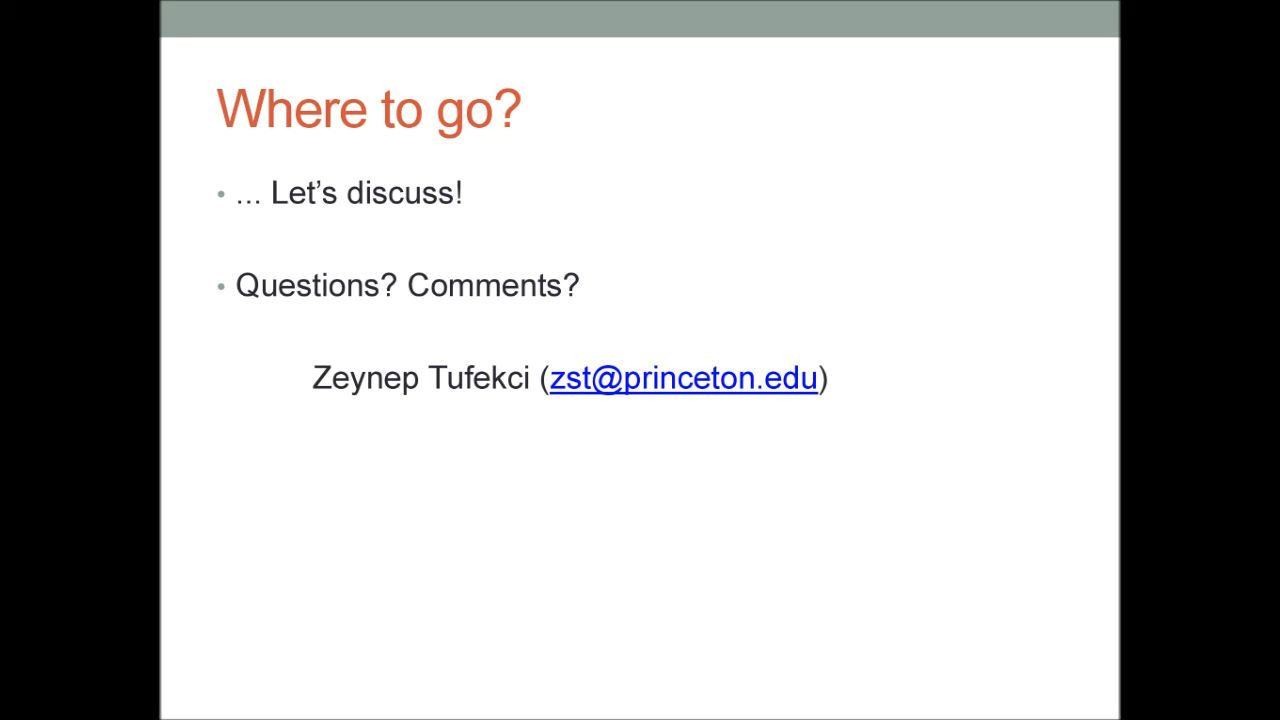 Where to go?
• ... Let’s discuss!
• Questions? Comments?
Zeynep Tufekci (zst@princeton.edu)